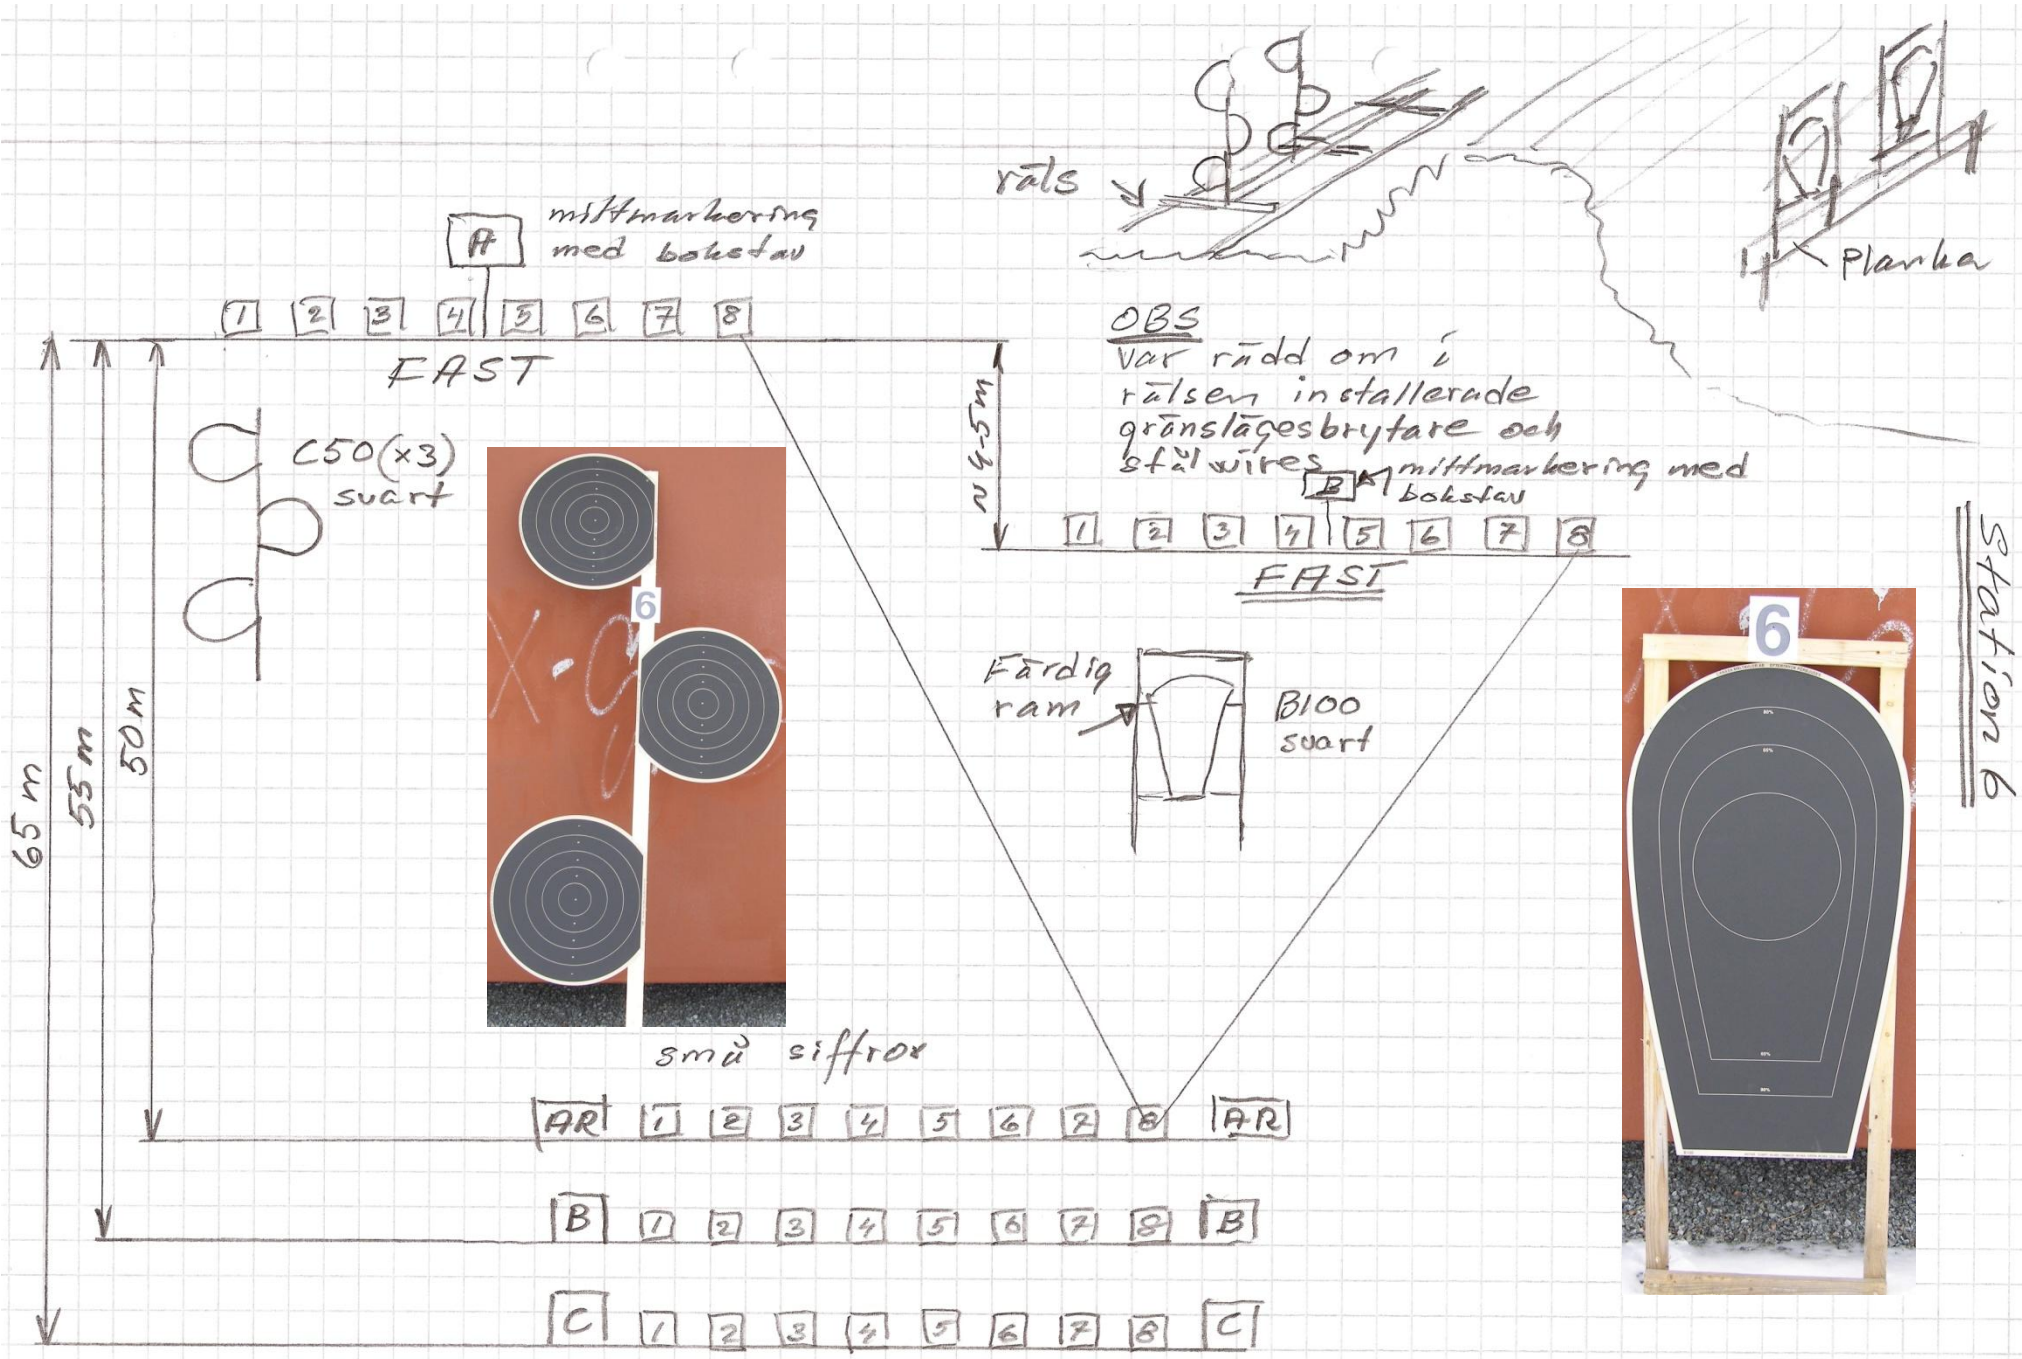 räls
Planka
A
mittmarkering
med bokstav
1 2 3 4 5 6 7 8
FAST
OBS
Var rädd om i
rälsen installerade
gränslägesbrytare och
stålwires
B
mittmarkering med
bokstav
~ 4-5m
1 2 3 4 5 6 7 8
FAST
C50(x3)
svart
6
Färdig
ram
B100
svart
6
Station 6
65 m
55 m
50 m
små siffror
AR 1 2 3 4 5 6 7 8 AR
B 1 2 3 4 5 6 7 8 B
C 1 2 3 4 5 6 7 8 C